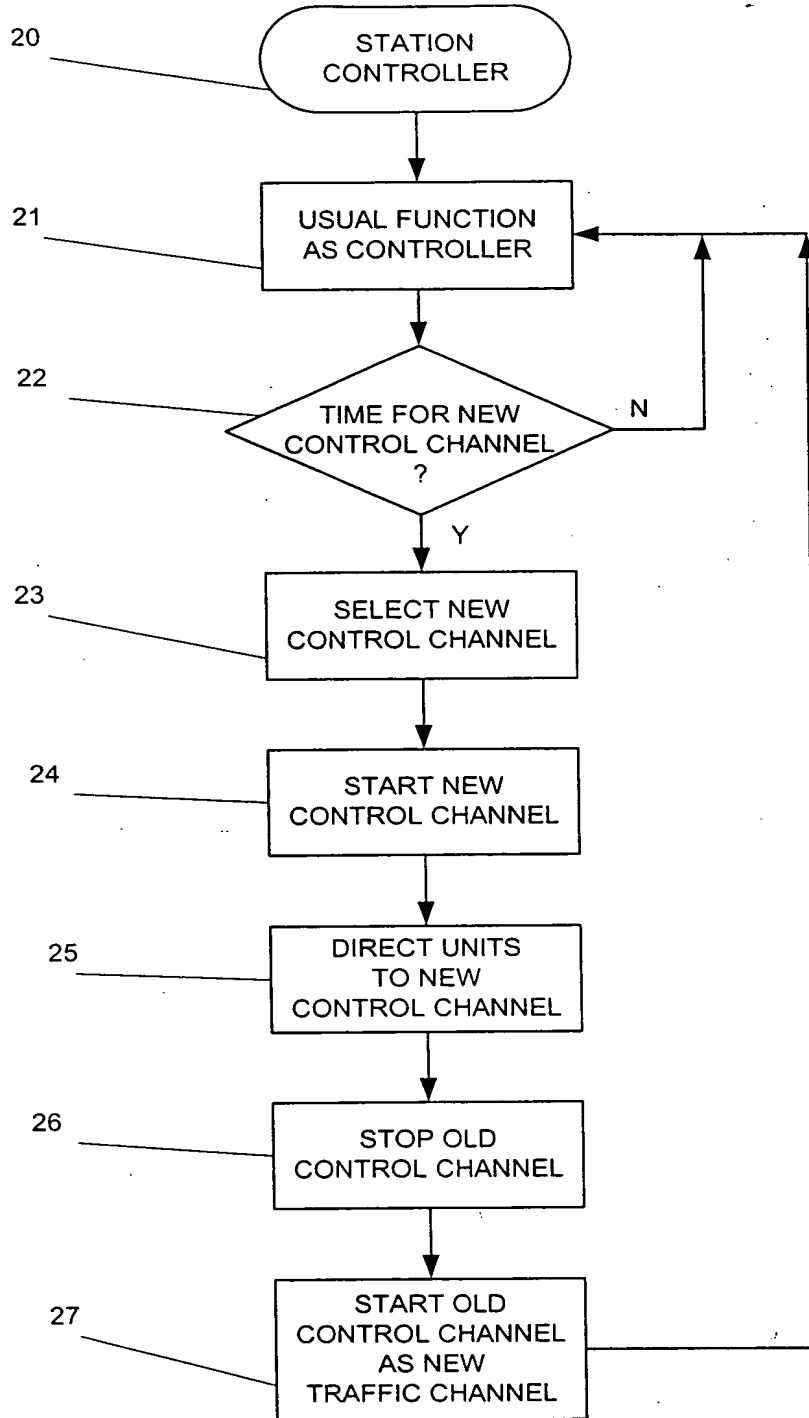 20
STATION
CONTROLLER
21
USUAL FUNCTION
AS CONTROLLER
22
TIME FOR NEW
CONTROL CHANNEL
?
N
Y
23
SELECT NEW
CONTROL CHANNEL
24
START NEW
CONTROL CHANNEL
25
DIRECT UNITS
TO NEW
CONTROL CHANNEL
26
STOP OLD
CONTROL CHANNEL
27
START OLD
CONTROL CHANNEL
AS NEW
TRAFFIC CHANNEL